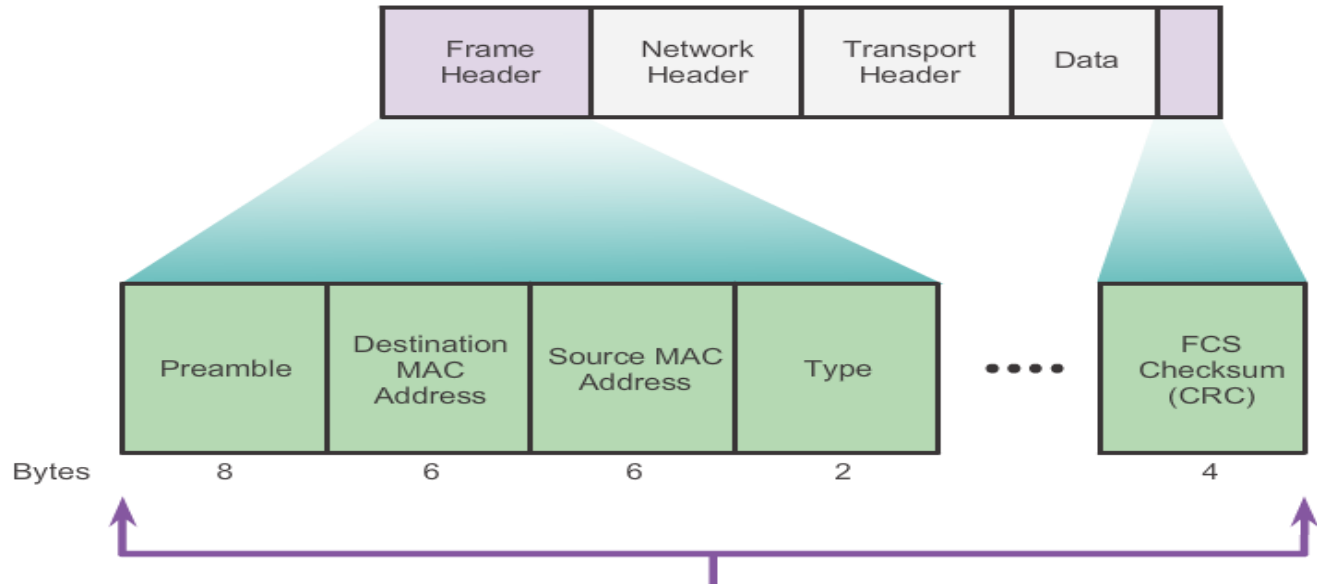 Frame
Header
Network
Header
Transport
Header
Data
Preamble
Destination
MAC
Address
Source MAC
Address
Type
FCS
Checksum
(CRC)
Bytes 8 6 6 2 4